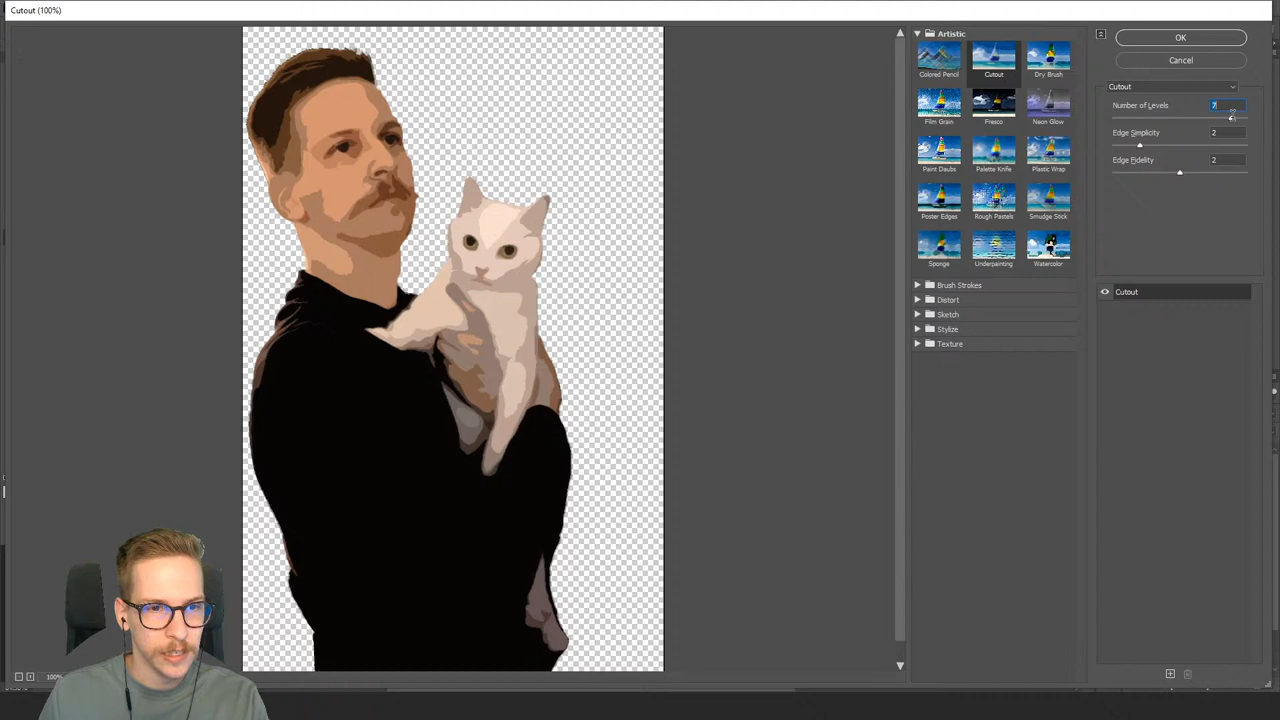 Cutout (100%)
Artistic
OK
Colored Pencil
Cutout
Dry Brush
Cancel
Cutout
Number of Levels
7
Film Grain
Fresco
Neon Glow
Edge Simplicity
2
Paint Daubs
Palette Knife
Plastic Wrap
Edge Fidelity
2
Poster Edges
Rough Pastels
Smudge Stick
Sponge
Underpainting
Watercolor
Brush Strokes
Cutout
Distort
Sketch
Stylize
Texture
100%